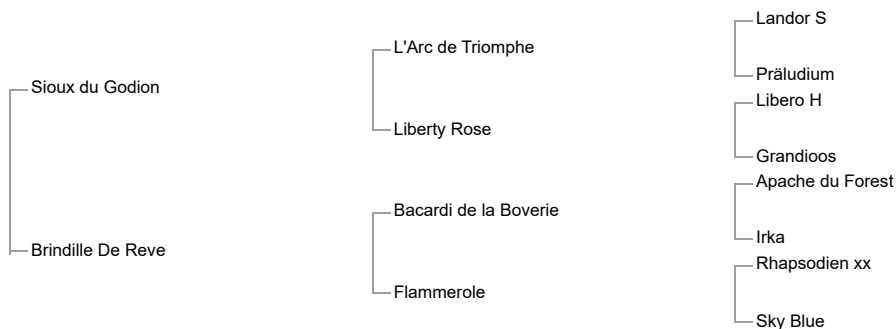 Landor S
L'Arc de Triomphe
Präludium
Sioux du Godion
Libero H
Liberty Rose
Grandioos
Apache du Forest
Bacardi de la Boverie
Irka
Brindille De Reve
Rhapsodien xx
Flammerole
Sky Blue